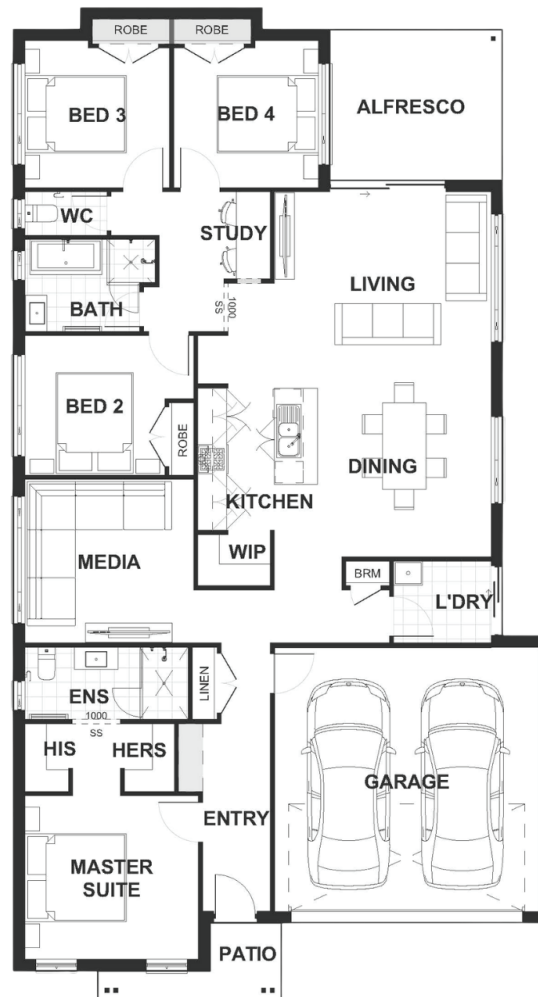 ROBE
ROBE
BED 3
BED 4
ALFRESCO
WC
STUDY
LIVING
BATH
1000
SS
BED 2
ROBE
DINING
KITCHEN
WIP
MEDIA
BRM
L'DRY
ENS
LINEN
1000
SS
HIS
HERS
GARAGE
ENTRY
MASTER
SUITE
PATIO